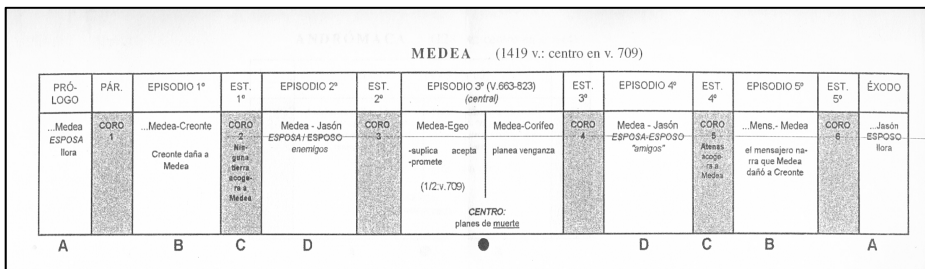 MEDEA (1419 v.: centro en v. 709)
PRÓ-
LOGO
PÁR.
EPISODIO 1º
EST.
1º
EPISODIO 2º
EST.
2º
EPISODIO 3º (V.663-823)
(central)
EST.
3º
EPISODIO 4º
EST.
4º
EPISODIO 5º
EST.
5º
ÉXODO
...Medea
ESPOSA
llora
CORO
1
...Medea-Creonte
Creonte daña a
Medea
CORO
2
Nin-
guna
tierra
acoge-
rá a
Medea
Medea - Jasón
ESPOSA / ESPOSO
enemigos
CORO
3
Medea-Egeo
-suplica acepta
-promete
(1/2:v.709)
Medea-Corifeo
planea venganza
CENTRO:
planes de muerte
CORO
4
Medea - Jasón
ESPOSA-ESPOSO
"amigos"
CORO
5
Atenas
acoge-
rá a
Medea
...Mens.- Medea
el mensajero na-
rra que Medea
dañó a Creonte
CORO
6
...Jasón
ESPOSO
llora
A B C D D C B A